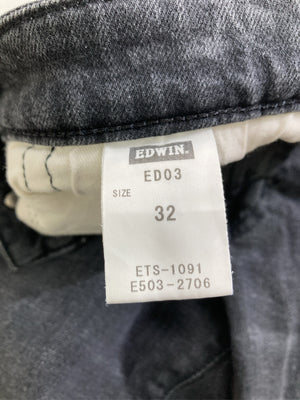 EDWIN.
ED03
SIZE
32
ETS-1091
E503-2706